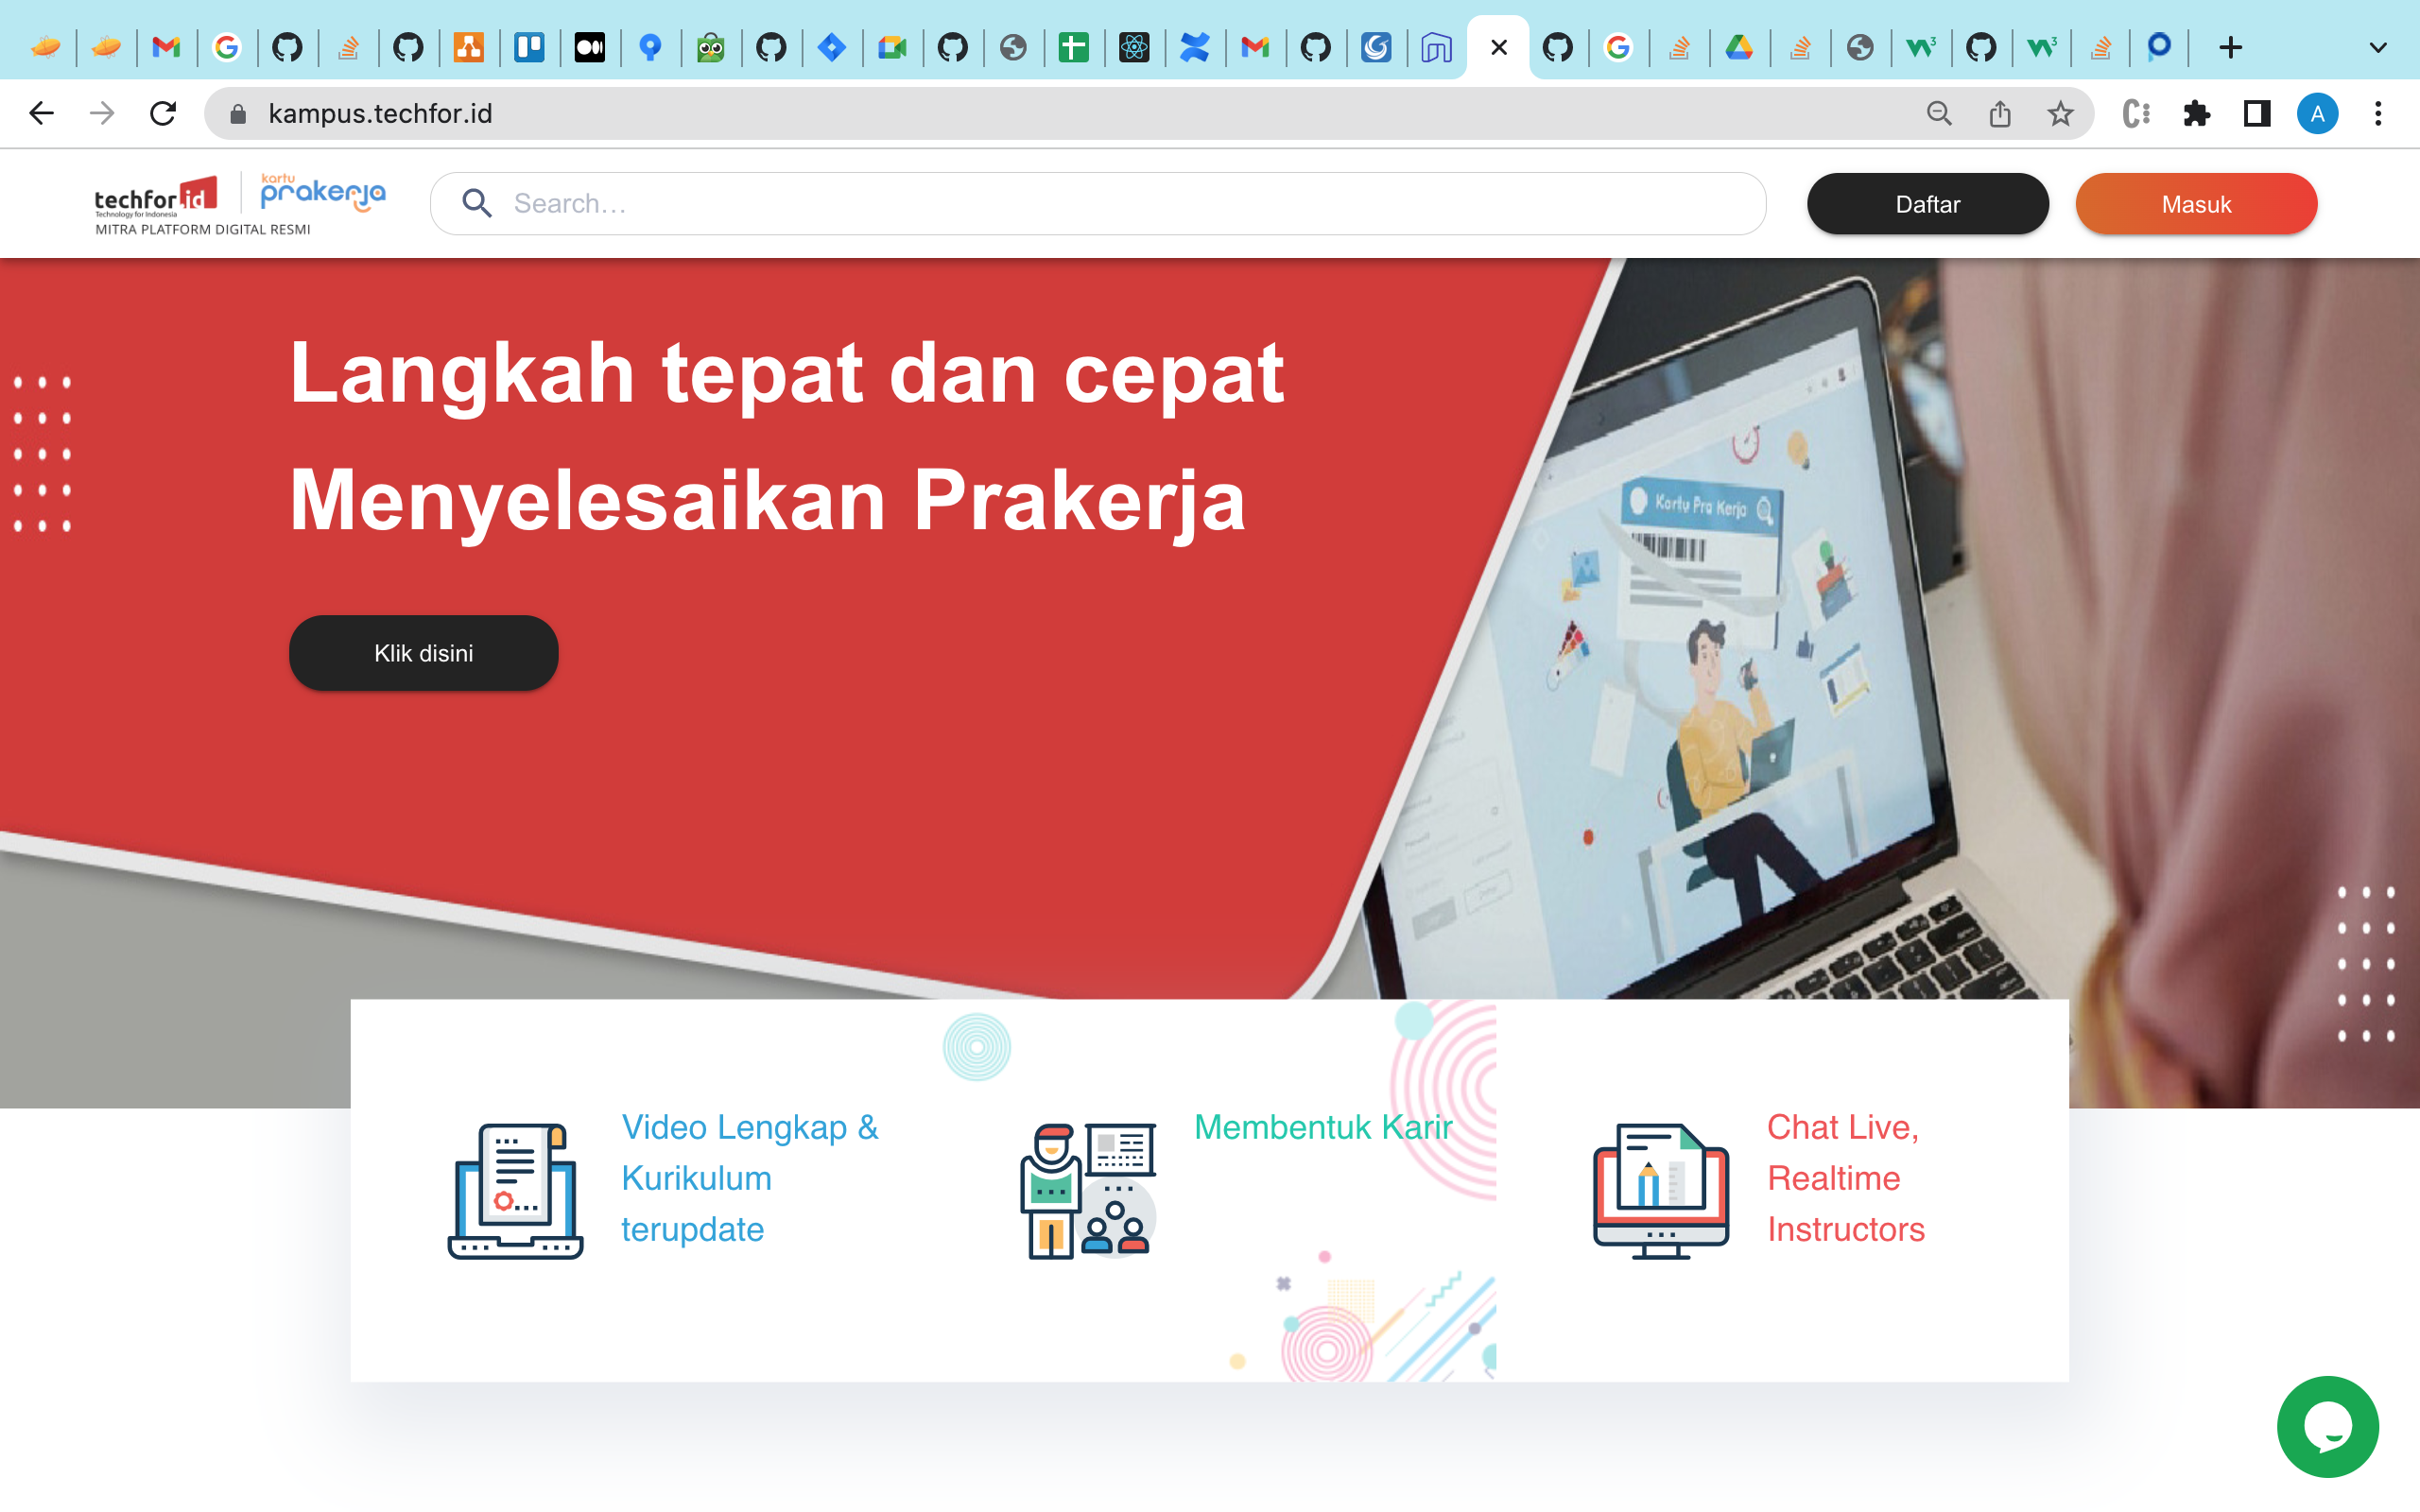 kampus.techfor.id
A
techfor.id
Technology for Indonesia
kartu
prakerja
MITRA PLATFORM DIGITAL RESMI
Search...
Daftar
Masuk
Langkah tepat dan cepat
Menyelesaikan Prakerja
Klik disini
Kartu Pra Kerja
Video Lengkap &
Kurikulum
terupdate
Membentuk Karir
Chat Live,
Realtime
Instructors